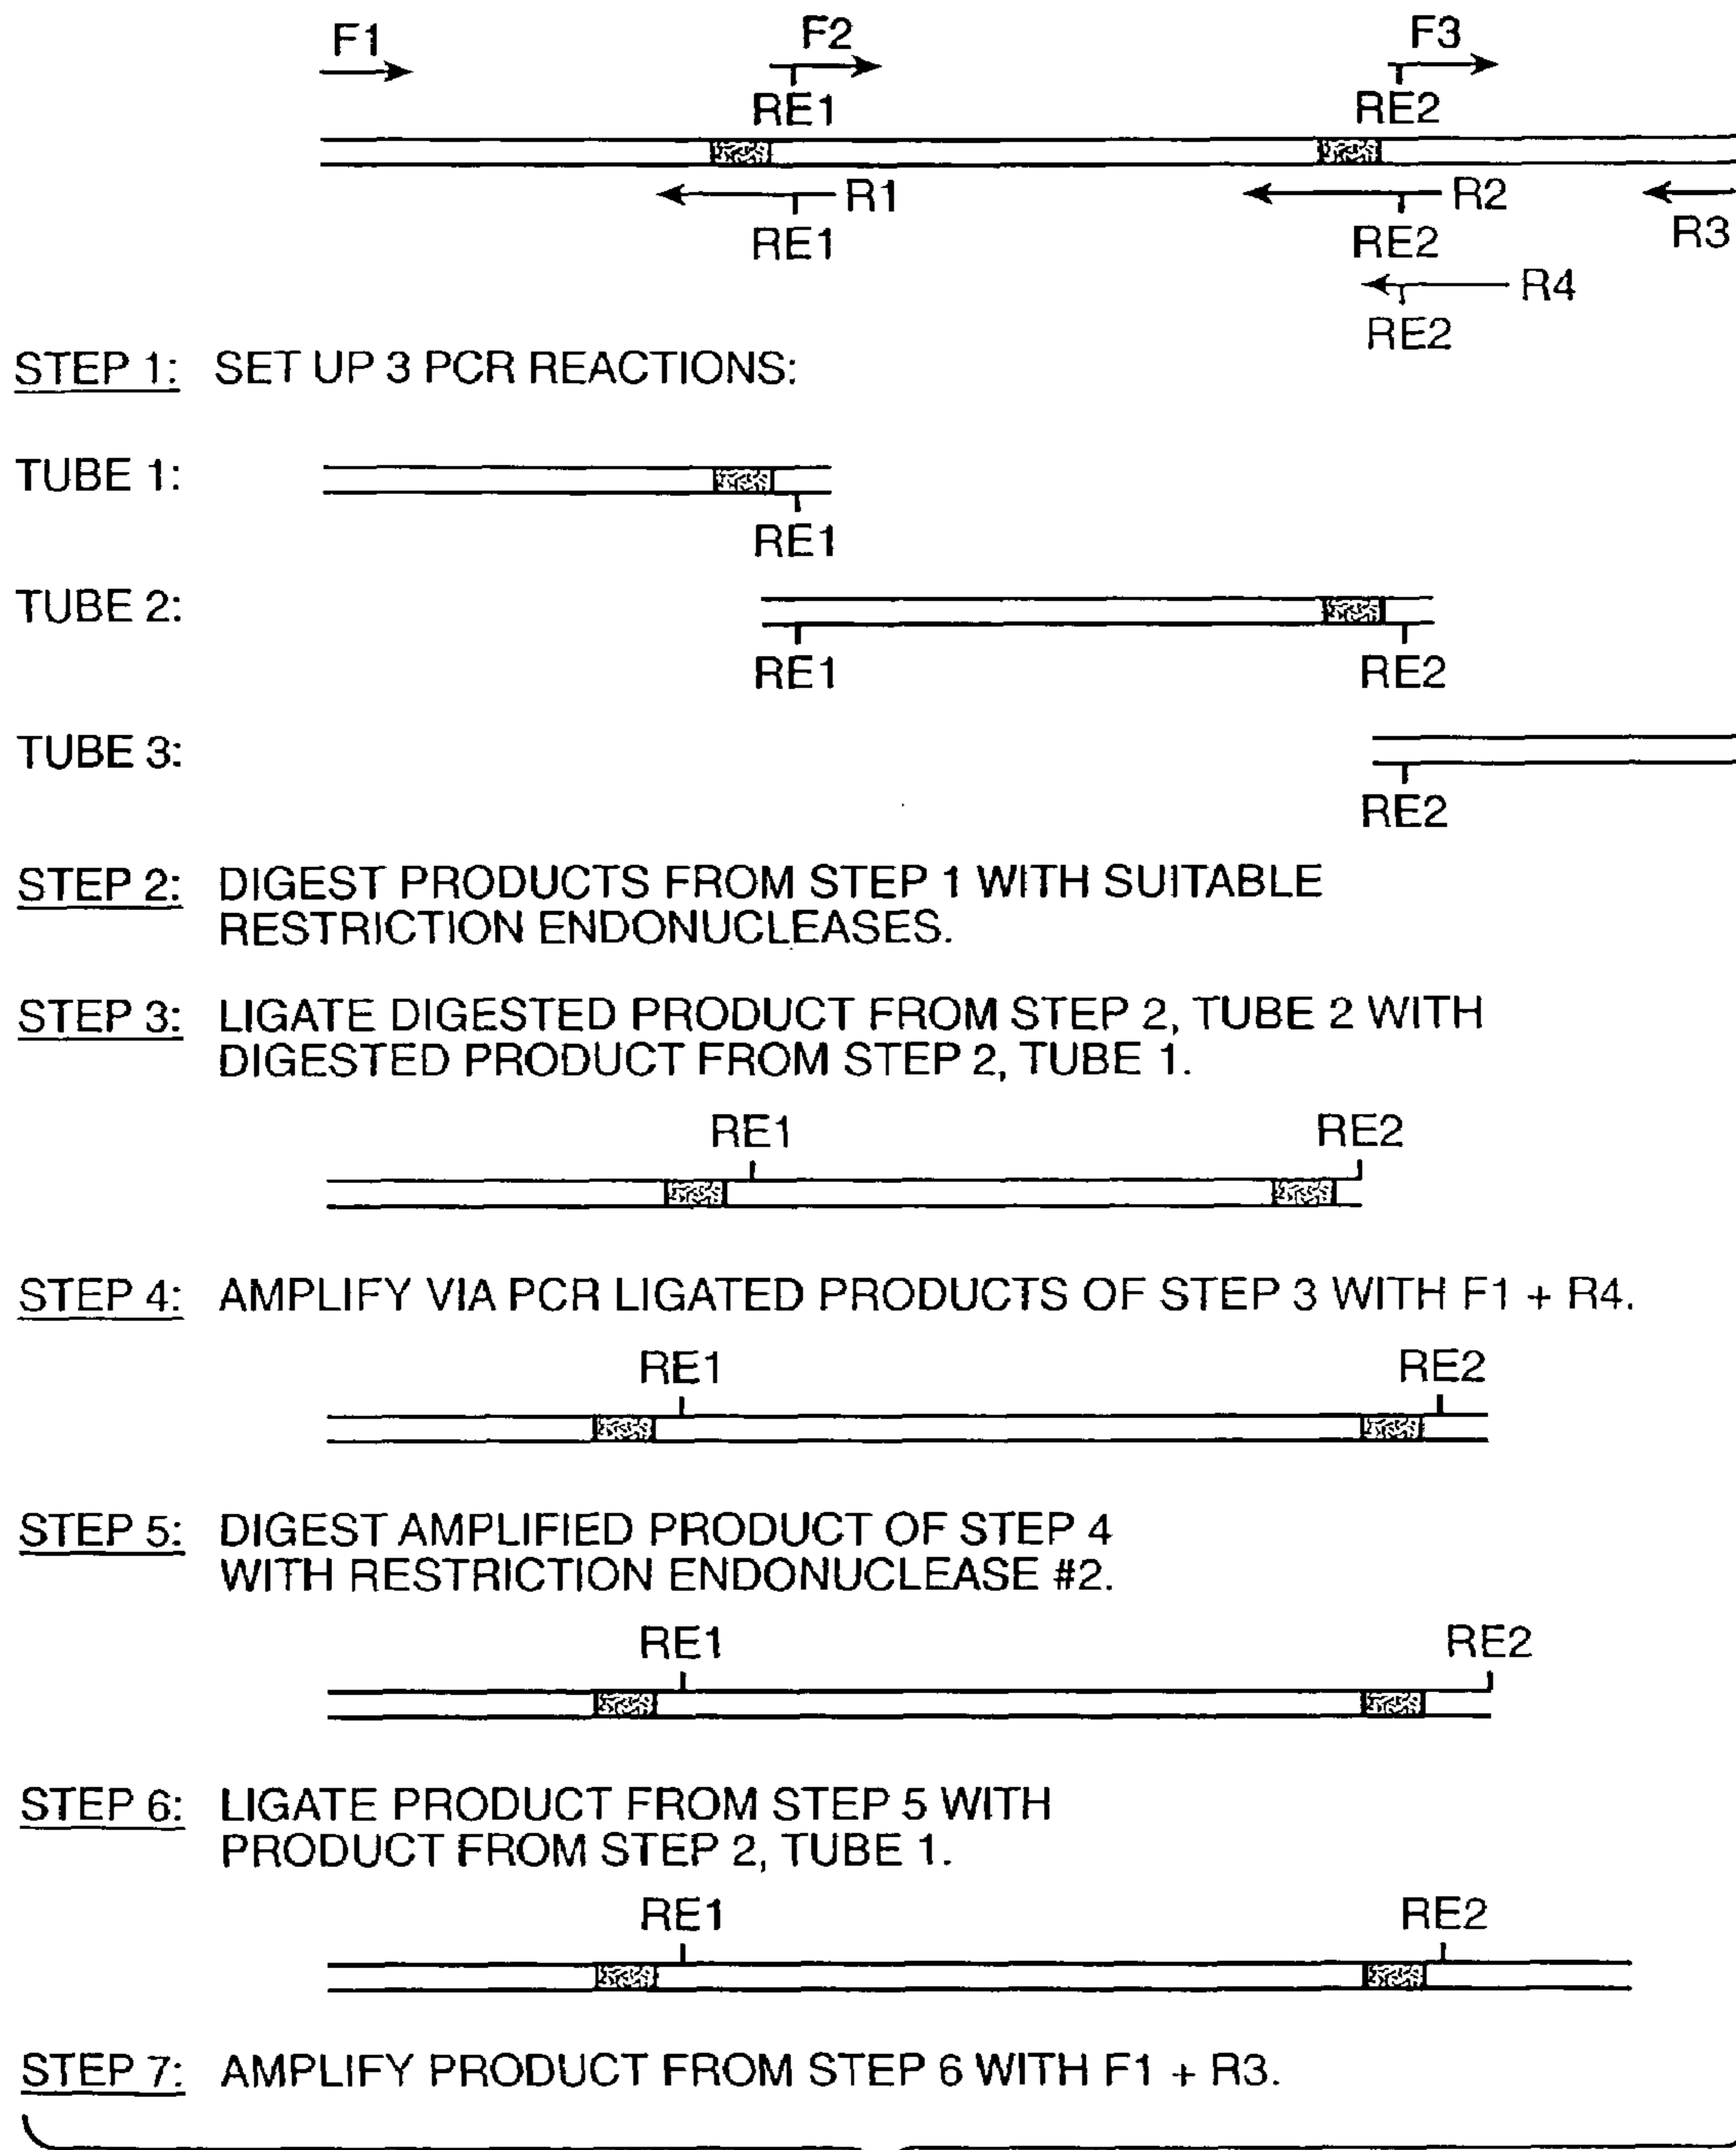 F1 F2 F3
RE1 RE2
R1 R2
RE1 RE2 R3
R4
RE2
STEP 1: SET UP 3 PCR REACTIONS:
TUBE 1:
RE1
TUBE 2:
RE1 RE2
TUBE 3:
RE2
STEP 2: DIGEST PRODUCTS FROM STEP 1 WITH SUITABLE
RESTRICTION ENDONUCLEASES.
STEP 3: LIGATE DIGESTED PRODUCT FROM STEP 2, TUBE 2 WITH
DIGESTED PRODUCT FROM STEP 2, TUBE 1.
RE1 RE2
STEP 4: AMPLIFY VIA PCR LIGATED PRODUCTS OF STEP 3 WITH F1 + R4.
RE1 RE2
STEP 5: DIGEST AMPLIFIED PRODUCT OF STEP 4
WITH RESTRICTION ENDONUCLEASE #2.
RE1 RE2
STEP 6: LIGATE PRODUCT FROM STEP 5 WITH
PRODUCT FROM STEP 2, TUBE 1.
RE1 RE2
STEP 7: AMPLIFY PRODUCT FROM STEP 6 WITH F1 + R3.